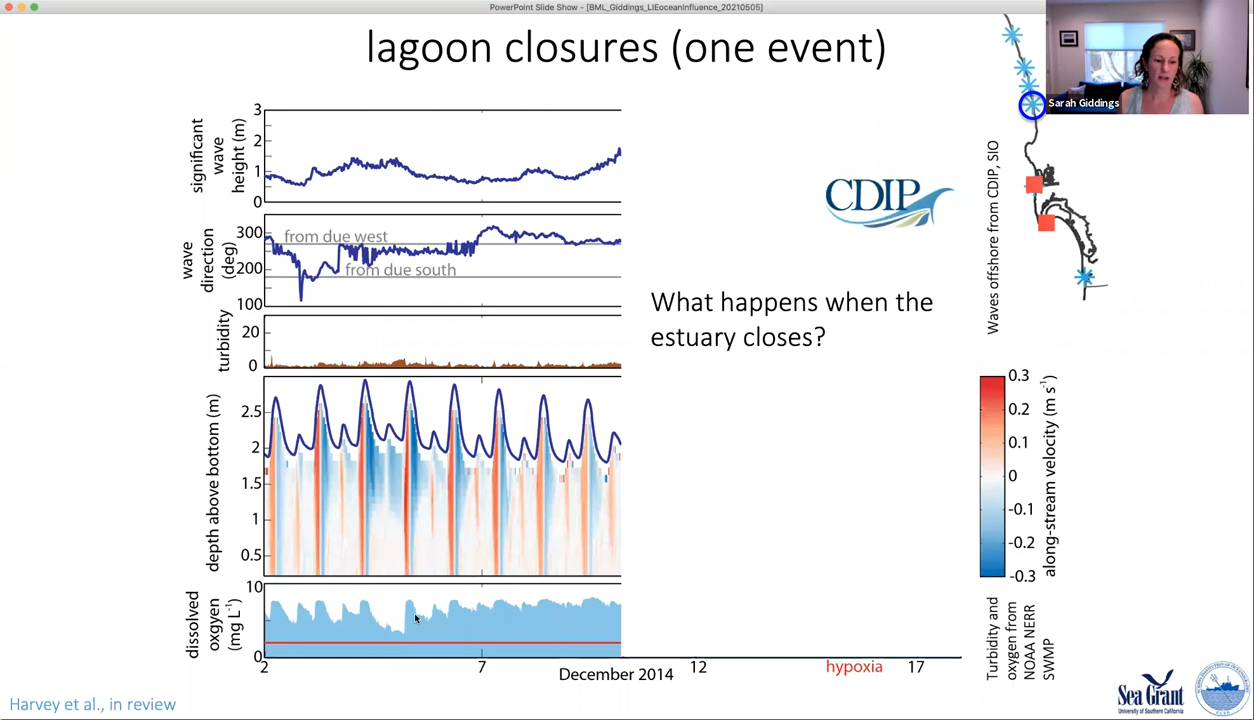 PowerPoint Slide Show - [BML_Giddings_LIEoceanInfluence_20210505]
lagoon closures (one event)
Sarah Giddings
significant
wave
height (m)
3
2
1
0
wave
direction
(deg)
300
200
100
from due west
from due south
turbidity
20
0
depth above bottom (m)
2.5
2
1.5
1
0.5
dissolved
oxgyen
(mg L⁻¹)
10
0
2
7
12
17
December 2014
hypoxia
CDIP
What happens when the
estuary closes?
Waves offshore from CDIP, SIO
0.3
0.2
0.1
0
-0.1
-0.2
-0.3
along-stream velocity (m s⁻¹)
Turbidity and
oxygen from
NOAA NERR
SWMP
Harvey et al., in review
Sea Grant
University of Southern California